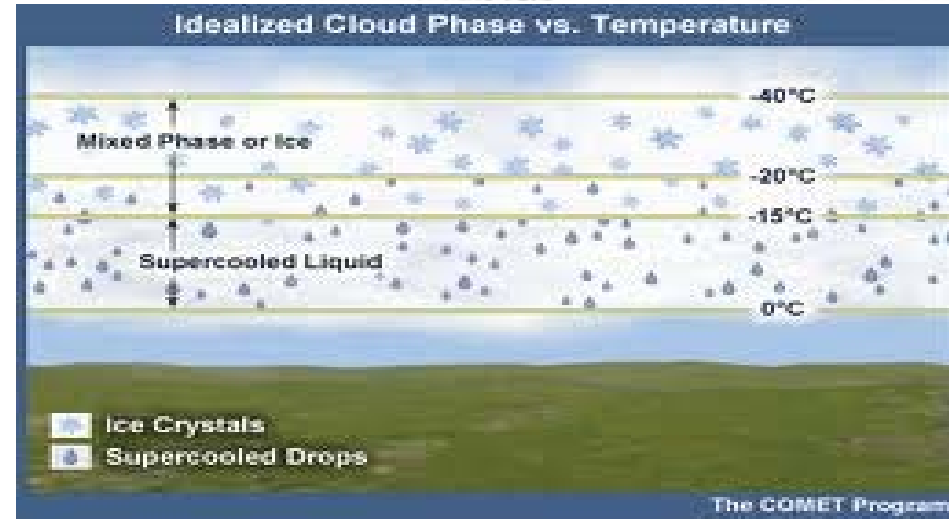 Idealized Cloud Phase vs. Temperature
-40°C
Mixed Phase or Ice
-20°C
-15°C
Supercooled Liquid
0°C
Ice Crystals
Supercooled Drops
The COMET Program